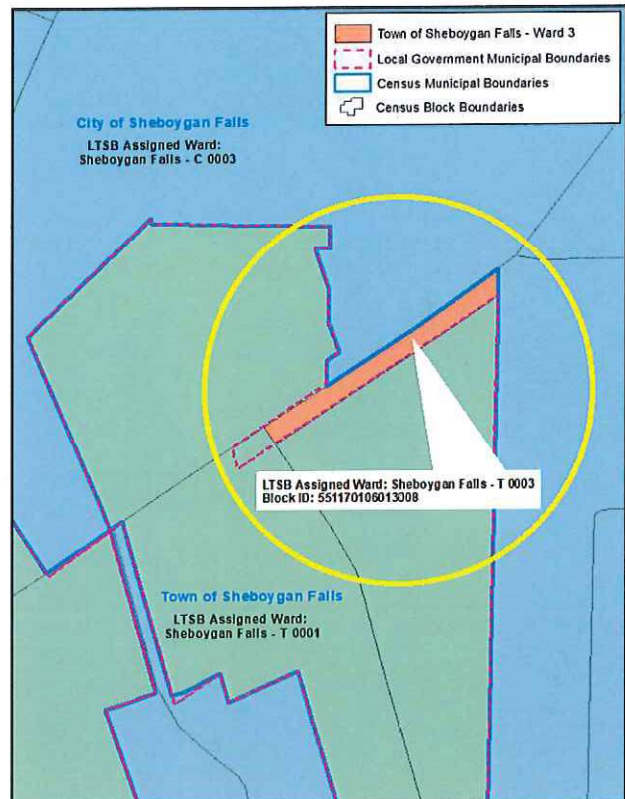 Town of Sheboygan Falls - Ward 3
Local Government Municipal Boundaries
Census Municipal Boundaries
Census Block Boundaries
City of Sheboygan Falls
LTSB Assigned Ward:
Sheboygan Falls - C 0003
LTSB Assigned Ward: Sheboygan Falls - T 0003
Block ID: 551170106013008
Town of Sheboygan Falls
LTSB Assigned Ward:
Sheboygan Falls - T 0001